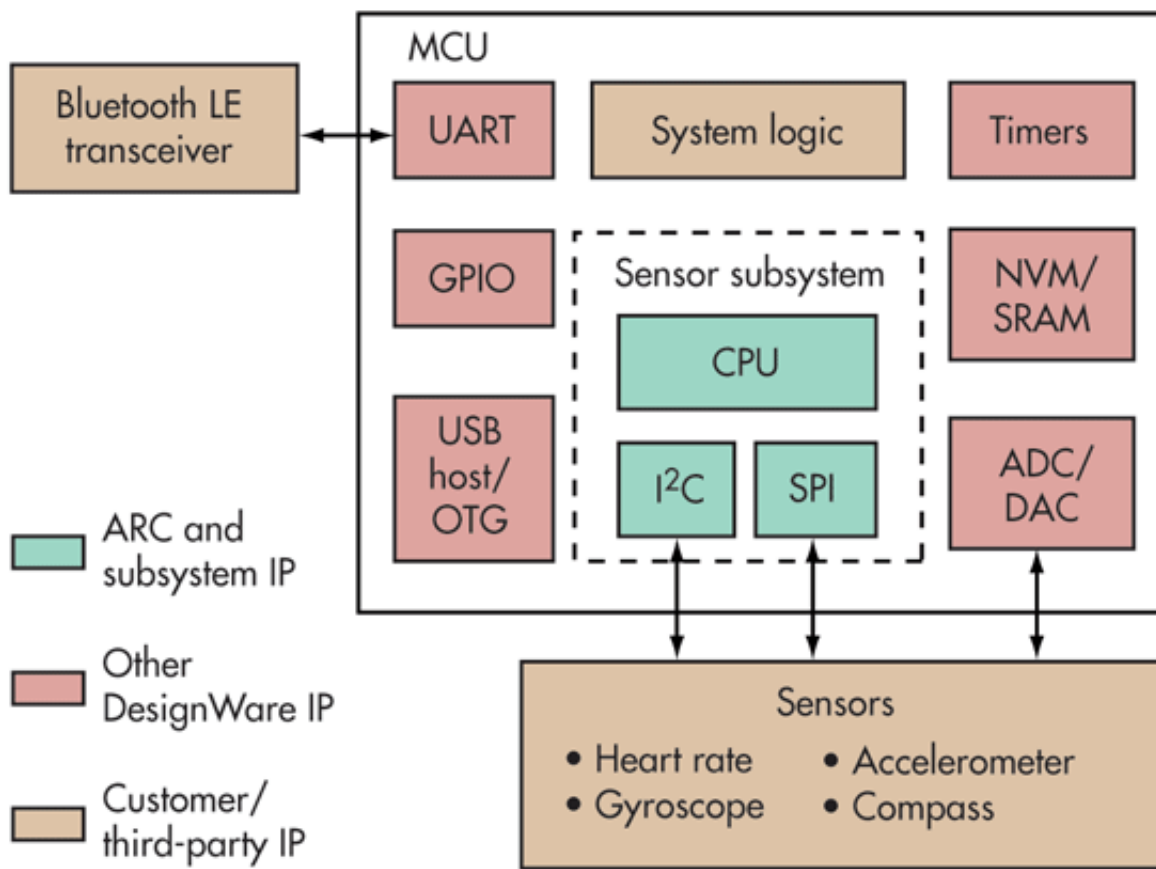 MCU
Bluetooth LE
transceiver
UART
System logic
Timers
GPIO
Sensor subsystem
NVM/
SRAM
CPU
USB
host/
OTG
I²C
SPI
ADC/
DAC
ARC and
subsystem IP
Other
DesignWare IP
Customer/
third-party IP
Sensors
• Heart rate
• Accelerometer
• Gyroscope
• Compass